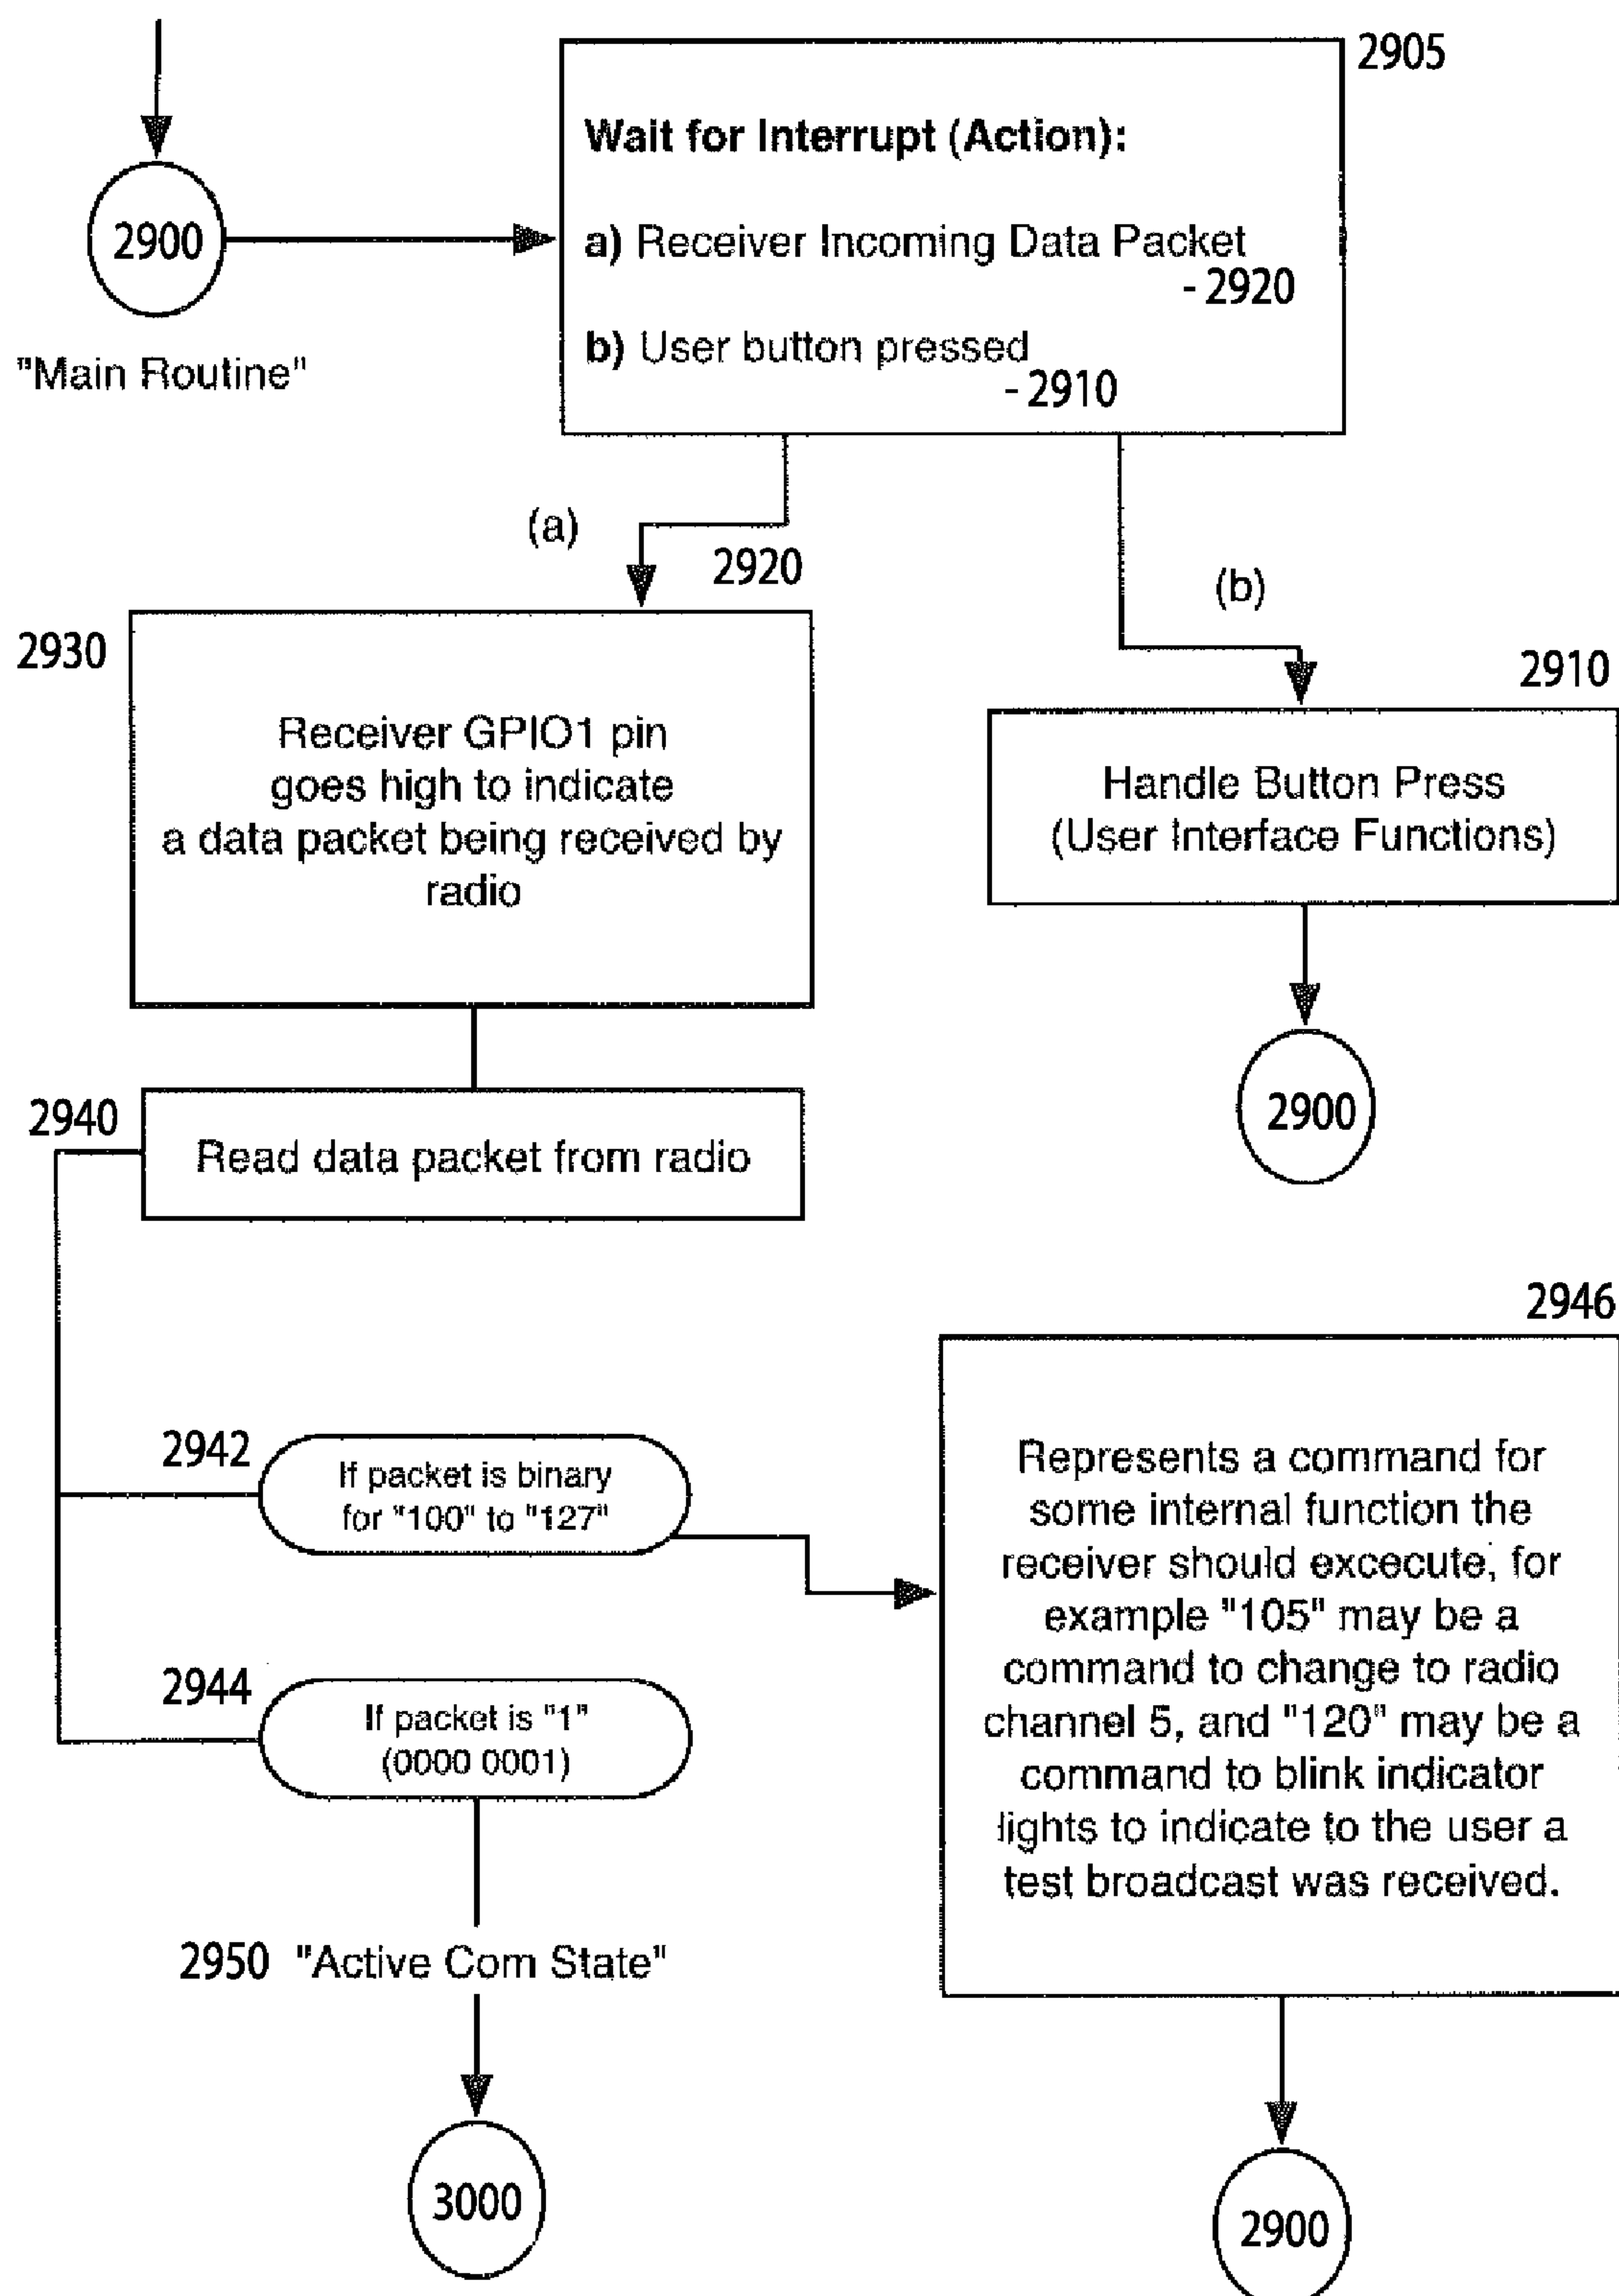 2905
Wait for Interrupt (Action):
2900
a) Receiver Incoming Data Packet
- 2920
"Main Routine"
b) User button pressed
- 2910
(a)
2920
(b)
2930
2910
Receiver GPIO1 pin
goes high to indicate
a data packet being received by
radio
Handle Button Press
(User Interface Functions)
2900
2940
Read data packet from radio
2946
2942
If packet is binary
for "100" to "127"
Represents a command for
some internal function the
receiver should excecute, for
example "105" may be a
command to change to radio
channel 5, and "120" may be a
command to blink indicator
lights to indicate to the user a
test broadcast was received.
2944
If packet is "1"
(0000 0001)
2950 "Active Com State"
3000
2900